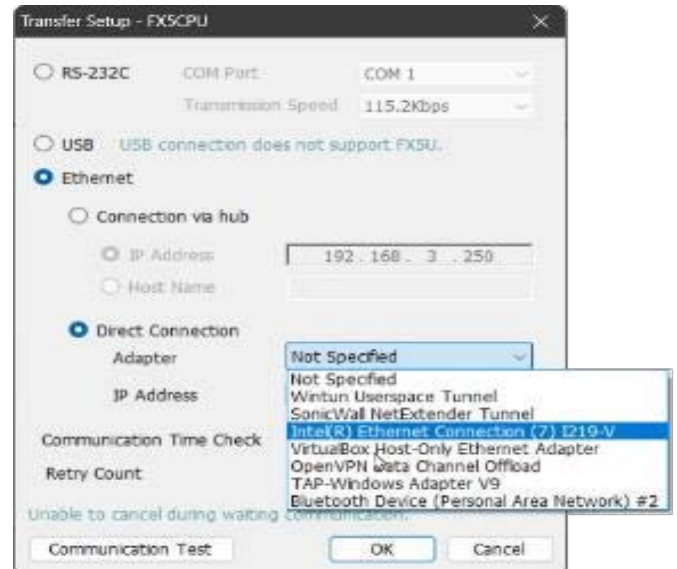 Transfer Setup - FX5CPU
RS-232C COM Port COM 1
Transmission Speed 115.2Kbps
USB USB connection does not support FX5U.
Ethernet
Connection via hub
IP Address 192 . 168 . 3 . 250
Host Name
Direct Connection
Adapter Not Specified
Not Specified
IP Address
Wintun Userspace Tunnel
SonicWall NetExtender Tunnel
Communication Time Check
Intel(R) Ethernet Connection (7) I219-V
VirtualBox Host-Only Ethernet Adapter
Retry Count
OpenVPN Data Channel Offload
TAP-Windows Adapter V9
Bluetooth Device (Personal Area Network) #2
Unable to cancel during waiting communication.
Communication Test OK Cancel